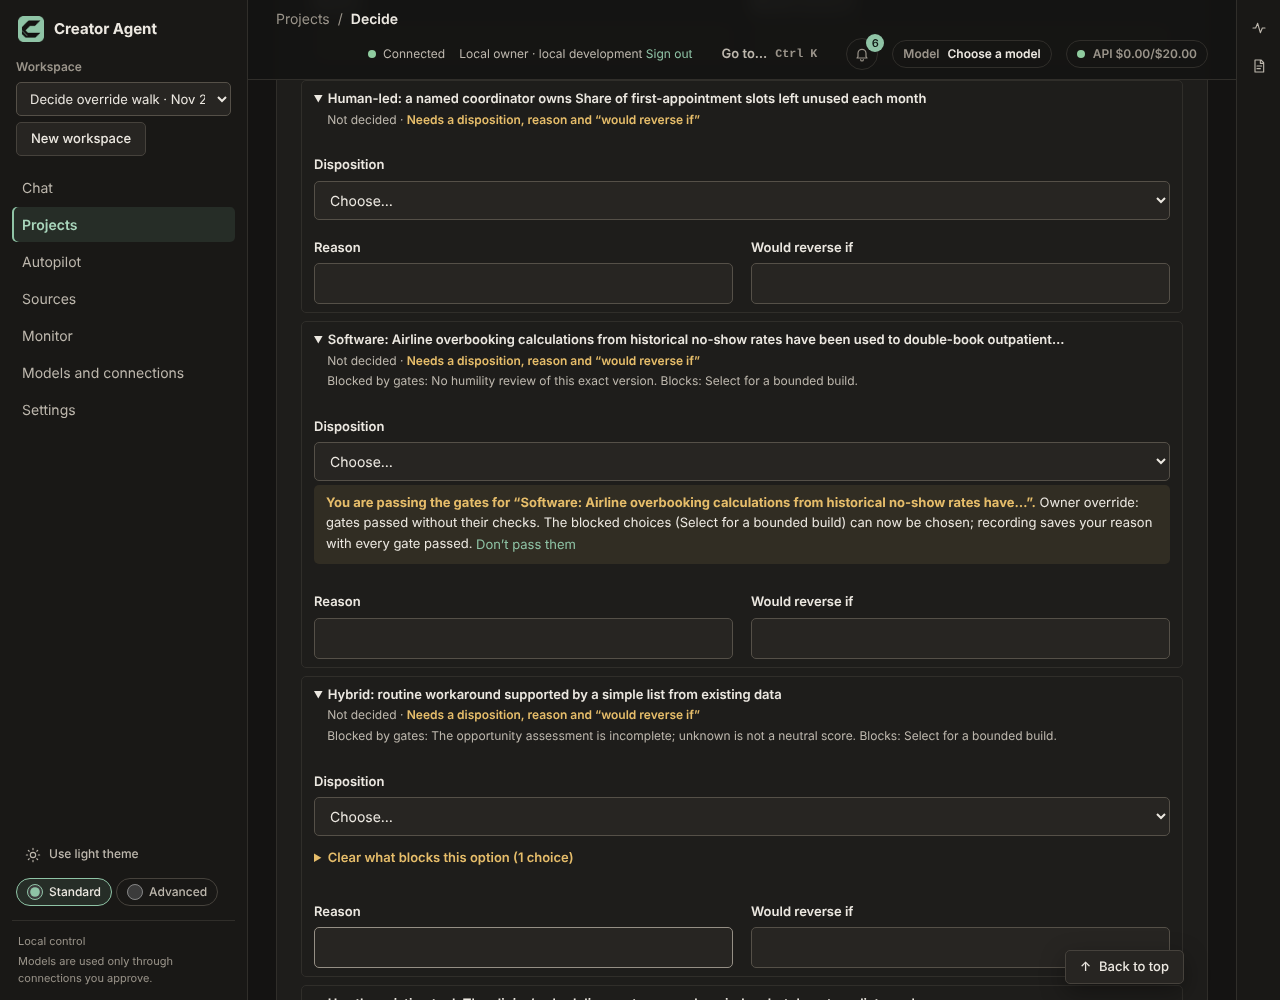 Creator Agent
Workspace
Decide override walk · Nov 2
New workspace
Chat
Projects
Autopilot
Sources
Monitor
Models and connections
Settings
Use light theme
Standard
Advanced
Local control
Models are used only through
connections you approve.
Projects / Decide
Connected
Local owner · local development Sign out
Go to... Ctrl K
6
Model Choose a model
API $0.00/$20.00
Human-led: a named coordinator owns Share of first-appointment slots left unused each month
Not decided · Needs a disposition, reason and “would reverse if”
Disposition
Choose...
Reason
Would reverse if
Software: Airline overbooking calculations from historical no-show rates have been used to double-book outpatient…
Not decided · Needs a disposition, reason and “would reverse if”
Blocked by gates: No humility review of this exact version. Blocks: Select for a bounded build.
Disposition
Choose...
You are passing the gates for “Software: Airline overbooking calculations from historical no-show rates have…”. Owner override:
gates passed without their checks. The blocked choices (Select for a bounded build) can now be chosen; recording saves your reason
with every gate passed. Don’t pass them
Reason
Would reverse if
Hybrid: routine workaround supported by a simple list from existing data
Not decided · Needs a disposition, reason and “would reverse if”
Blocked by gates: The opportunity assessment is incomplete; unknown is not a neutral score. Blocks: Select for a bounded build.
Disposition
Choose...
Clear what blocks this option (1 choice)
Reason
Would reverse if
Back to top